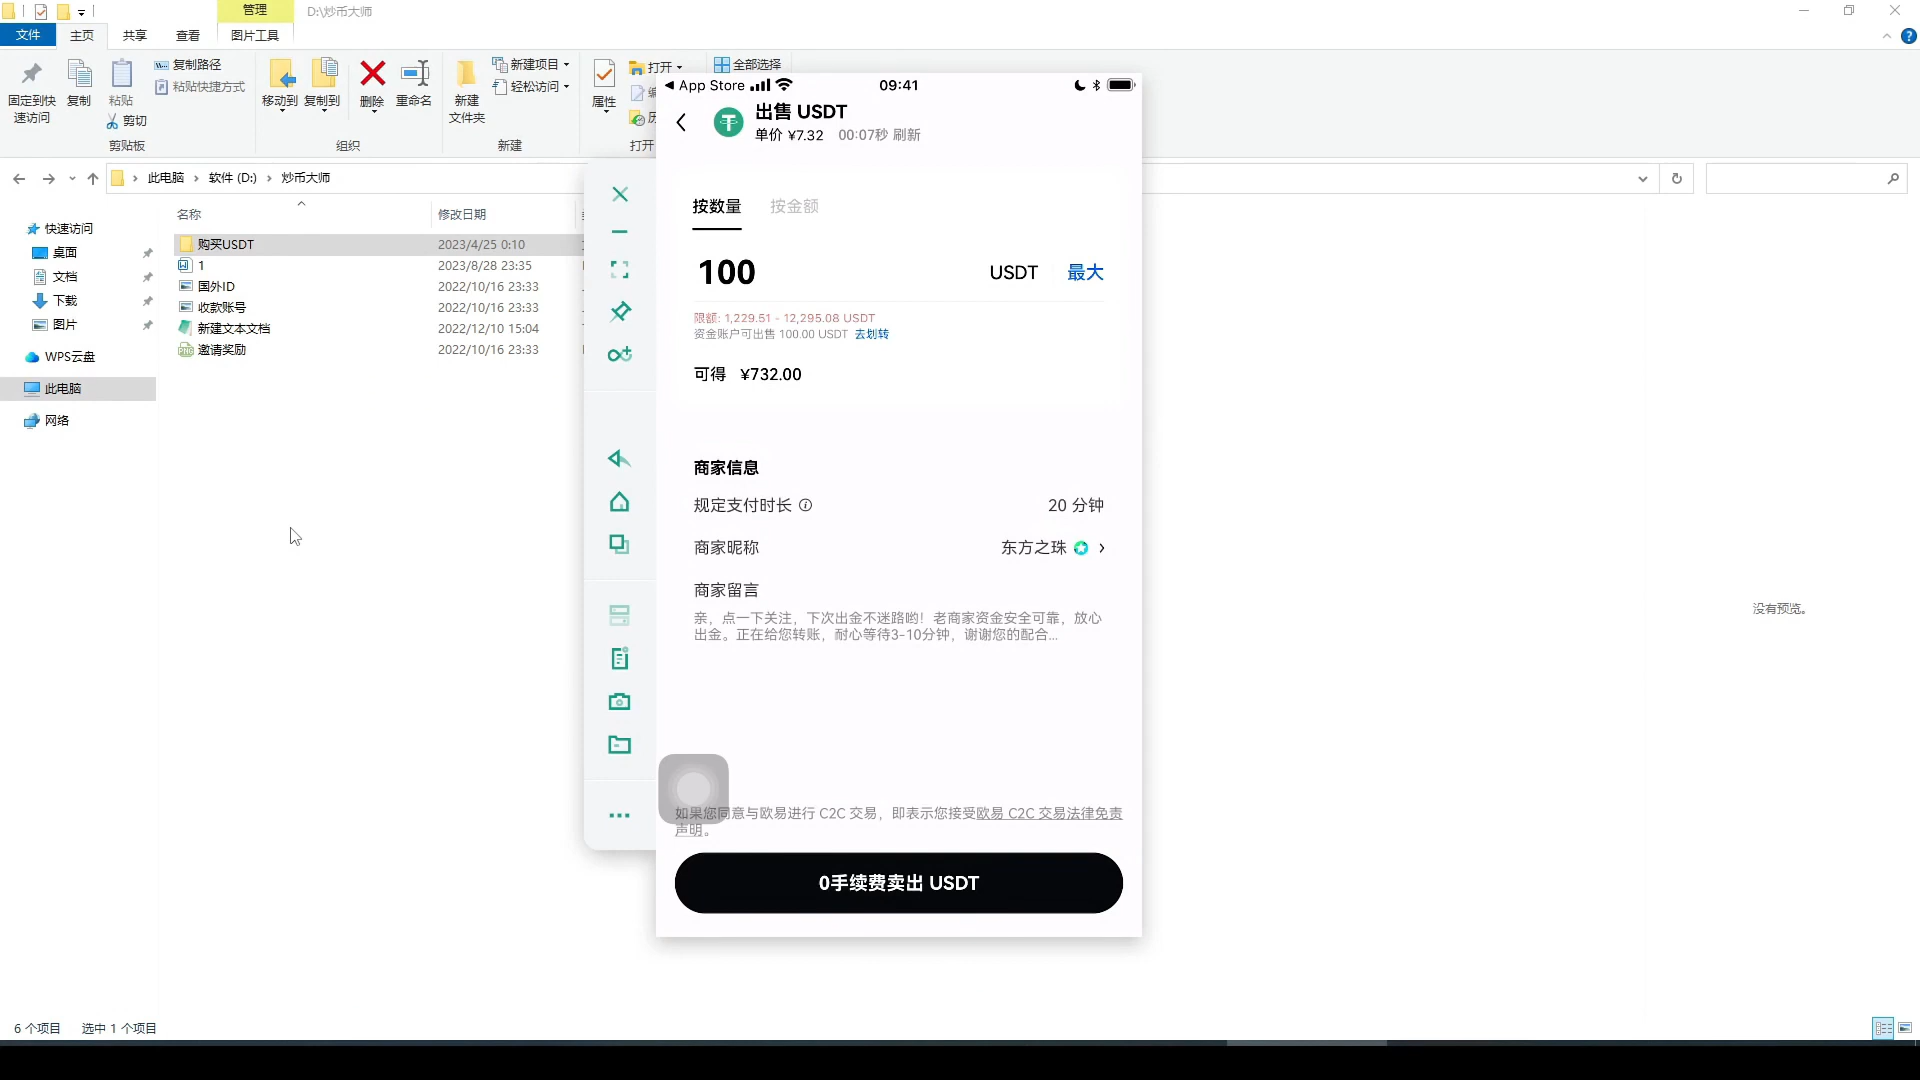 管理
D:\炒币大师
文件
主页
共享
查看
图片工具
固定到快
速访问
复制
粘贴
复制路径
粘贴快捷方式
剪切
剪贴板
移动到
复制到
删除
重命名
组织
新建
文件夹
新建项目
轻松访问
新建
属性
打开
历
打开
全部选择
此电脑
软件 (D:)
炒币大师
名称
修改日期
快速访问
桌面
文档
下载
图片
WPS云盘
此电脑
网络
购买USDT
2023/4/25 0:10
1
2023/8/28 23:35
国外ID
2022/10/16 23:33
收款账号
2022/10/16 23:33
新建文本文档
2022/12/10 15:04
邀请奖励
2022/10/16 23:33
App Store
09:41
出售 USDT
单价 ¥7.32
00:07秒 刷新
按数量
按金额
100
USDT
最大
限额: 1,229.51 - 12,295.08 USDT
资金账户可出售 100.00 USDT 去划转
可得 ¥732.00
商家信息
规定支付时长
20 分钟
商家昵称
东方之珠
商家留言
亲，点一下关注，下次出金不迷路哟！老商家资金安全可靠，放心
出金。正在给您转账，耐心等待3-10分钟，谢谢您的配合...
如果您同意与欧易进行 C2C 交易，即表示您接受欧易 C2C 交易法律免责
声明。
0手续费卖出 USDT
没有预览。
6 个项目
选中 1 个项目